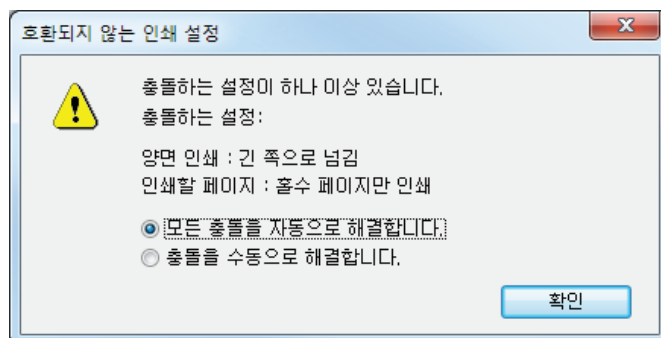 호환되지 않는 인쇄 설정
충돌하는 설정이 하나 이상 있습니다.
충돌하는 설정:
양면 인쇄 : 긴 쪽으로 넘김
인쇄할 페이지 : 홀수 페이지만 인쇄
모든 충돌을 자동으로 해결합니다.
충돌을 수동으로 해결합니다.
확인